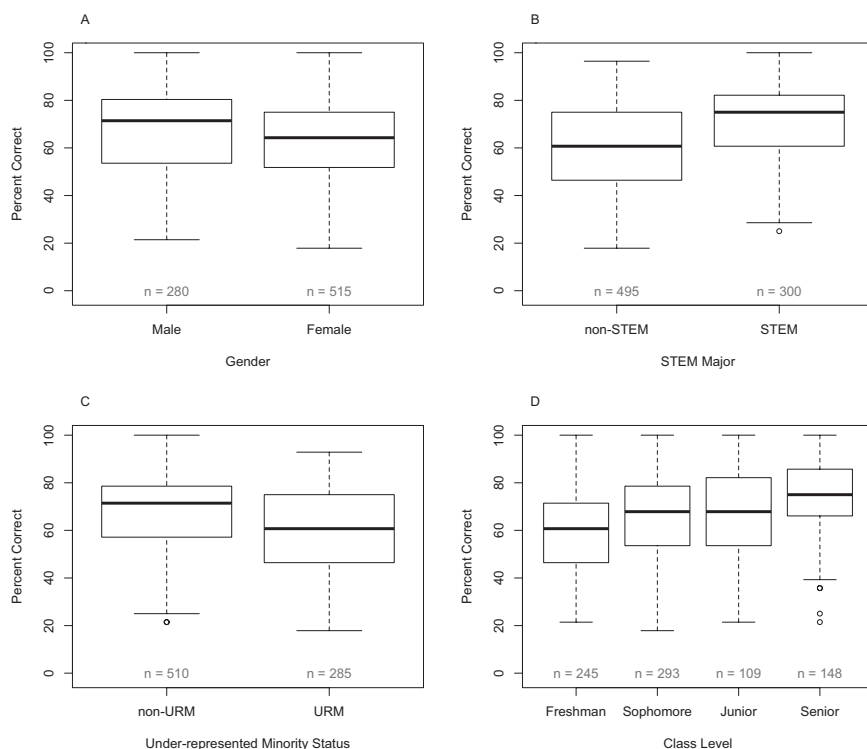 A
Percent Correct
100
80
60
40
20
0
n = 280 n = 515
Male Female
Gender
B
Percent Correct
100
80
60
40
20
0
n = 495 n = 300
non-STEM STEM
STEM Major
C
Percent Correct
100
80
60
40
20
0
n = 510 n = 285
non-URM URM
Under-represented Minority Status
D
Percent Correct
100
80
60
40
20
0
n = 245 n = 293 n = 109 n = 148
Freshman Sophomore Junior Senior
Class Level